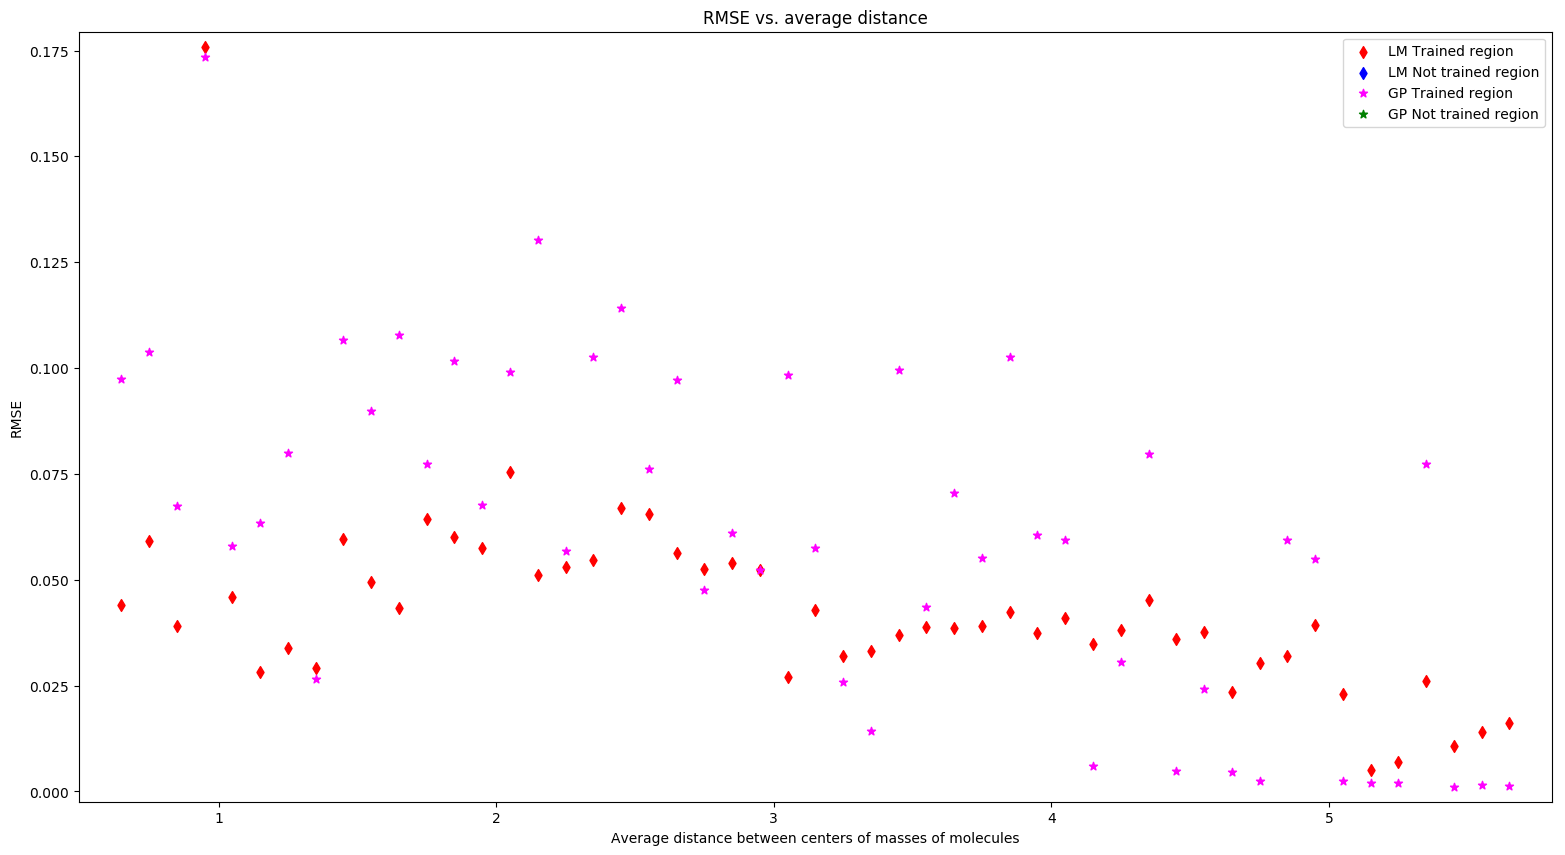 RMSE vs. average distance
LM Trained region
LM Not trained region
GP Trained region
GP Not trained region
RMSE
0.175
0.150
0.125
0.100
0.075
0.050
0.025
0.000
1 2 3 4 5
Average distance between centers of masses of molecules